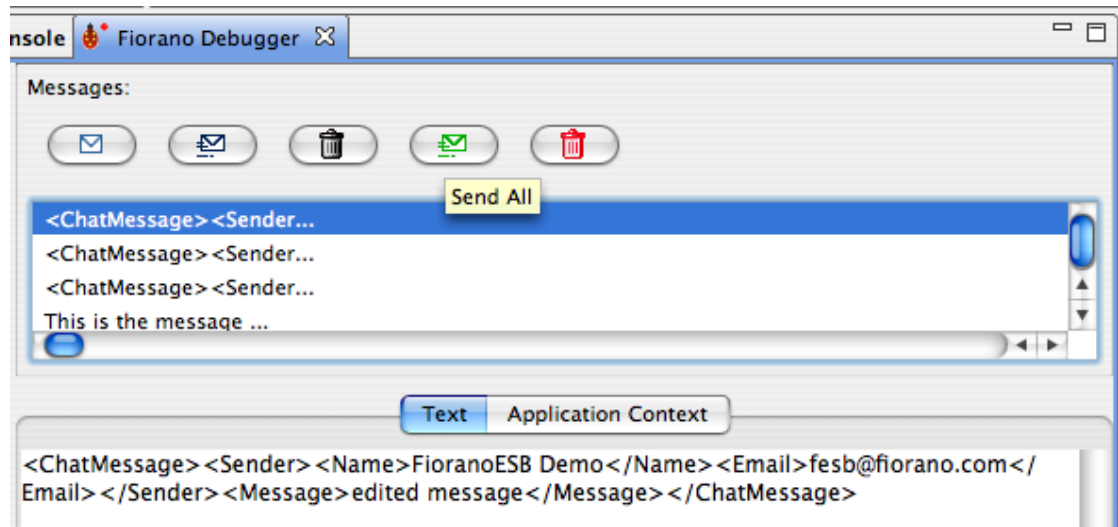 nsole Fiorano Debugger
Messages:
Send All
<ChatMessage><Sender...
<ChatMessage><Sender...
<ChatMessage><Sender...
This is the message ...
Text Application Context
<ChatMessage><Sender><Name>FioranoESB Demo</Name><Email>fesb@fiorano.com</
Email></Sender><Message>edited message</Message></ChatMessage>